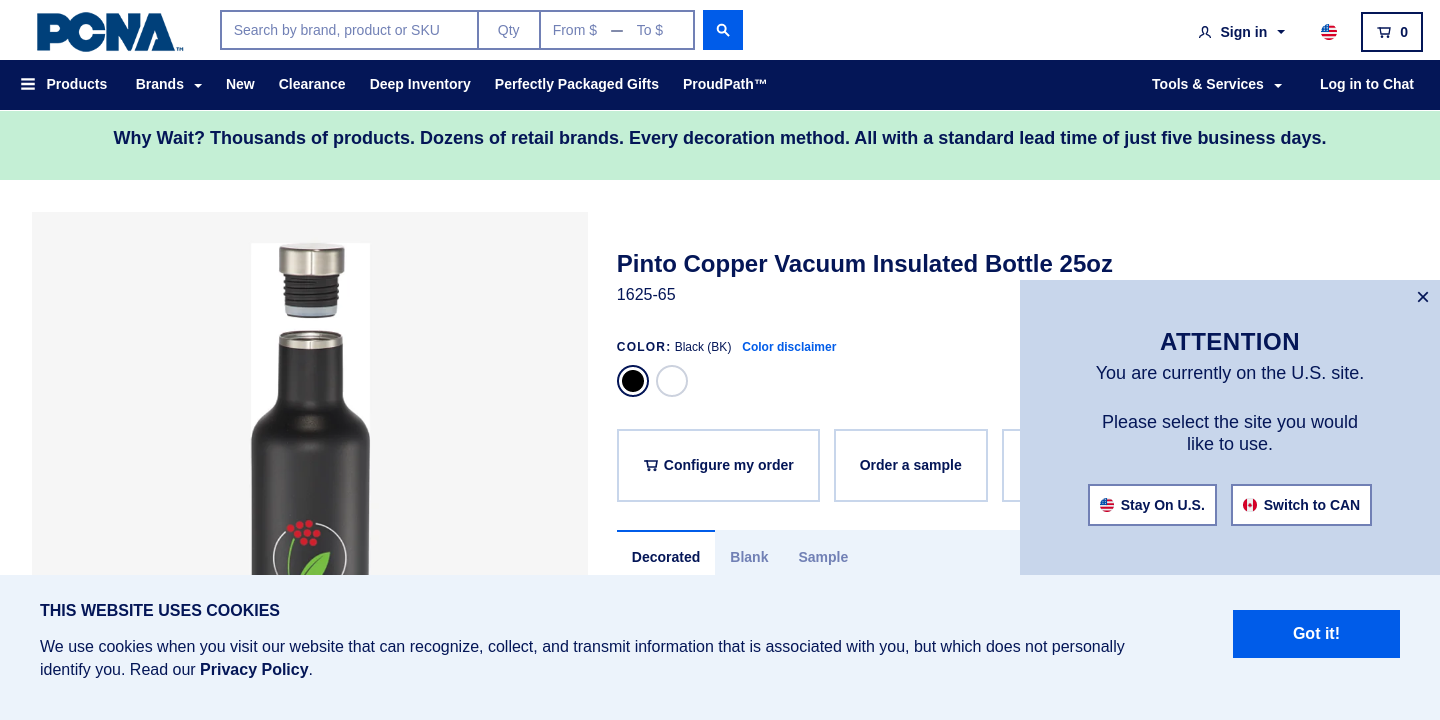 PCNA™
Search by brand, product or SKU
Qty
From $ — To $
Sign in
0
Products
Brands
New
Clearance
Deep Inventory
Perfectly Packaged Gifts
ProudPath™
Tools & Services
Log in to Chat
Why Wait? Thousands of products. Dozens of retail brands. Every decoration method. All with a standard lead time of just five business days.
Pinto Copper Vacuum Insulated Bottle 25oz
1625-65
COLOR: Black (BK) Color disclaimer
Configure my order
Order a sample
Decorated
Blank
Sample
×
ATTENTION
You are currently on the U.S. site.
Please select the site you would
like to use.
Stay On U.S.
Switch to CAN
THIS WEBSITE USES COOKIES
We use cookies when you visit our website that can recognize, collect, and transmit information that is associated with you, but which does not personally
identify you. Read our Privacy Policy.
Got it!